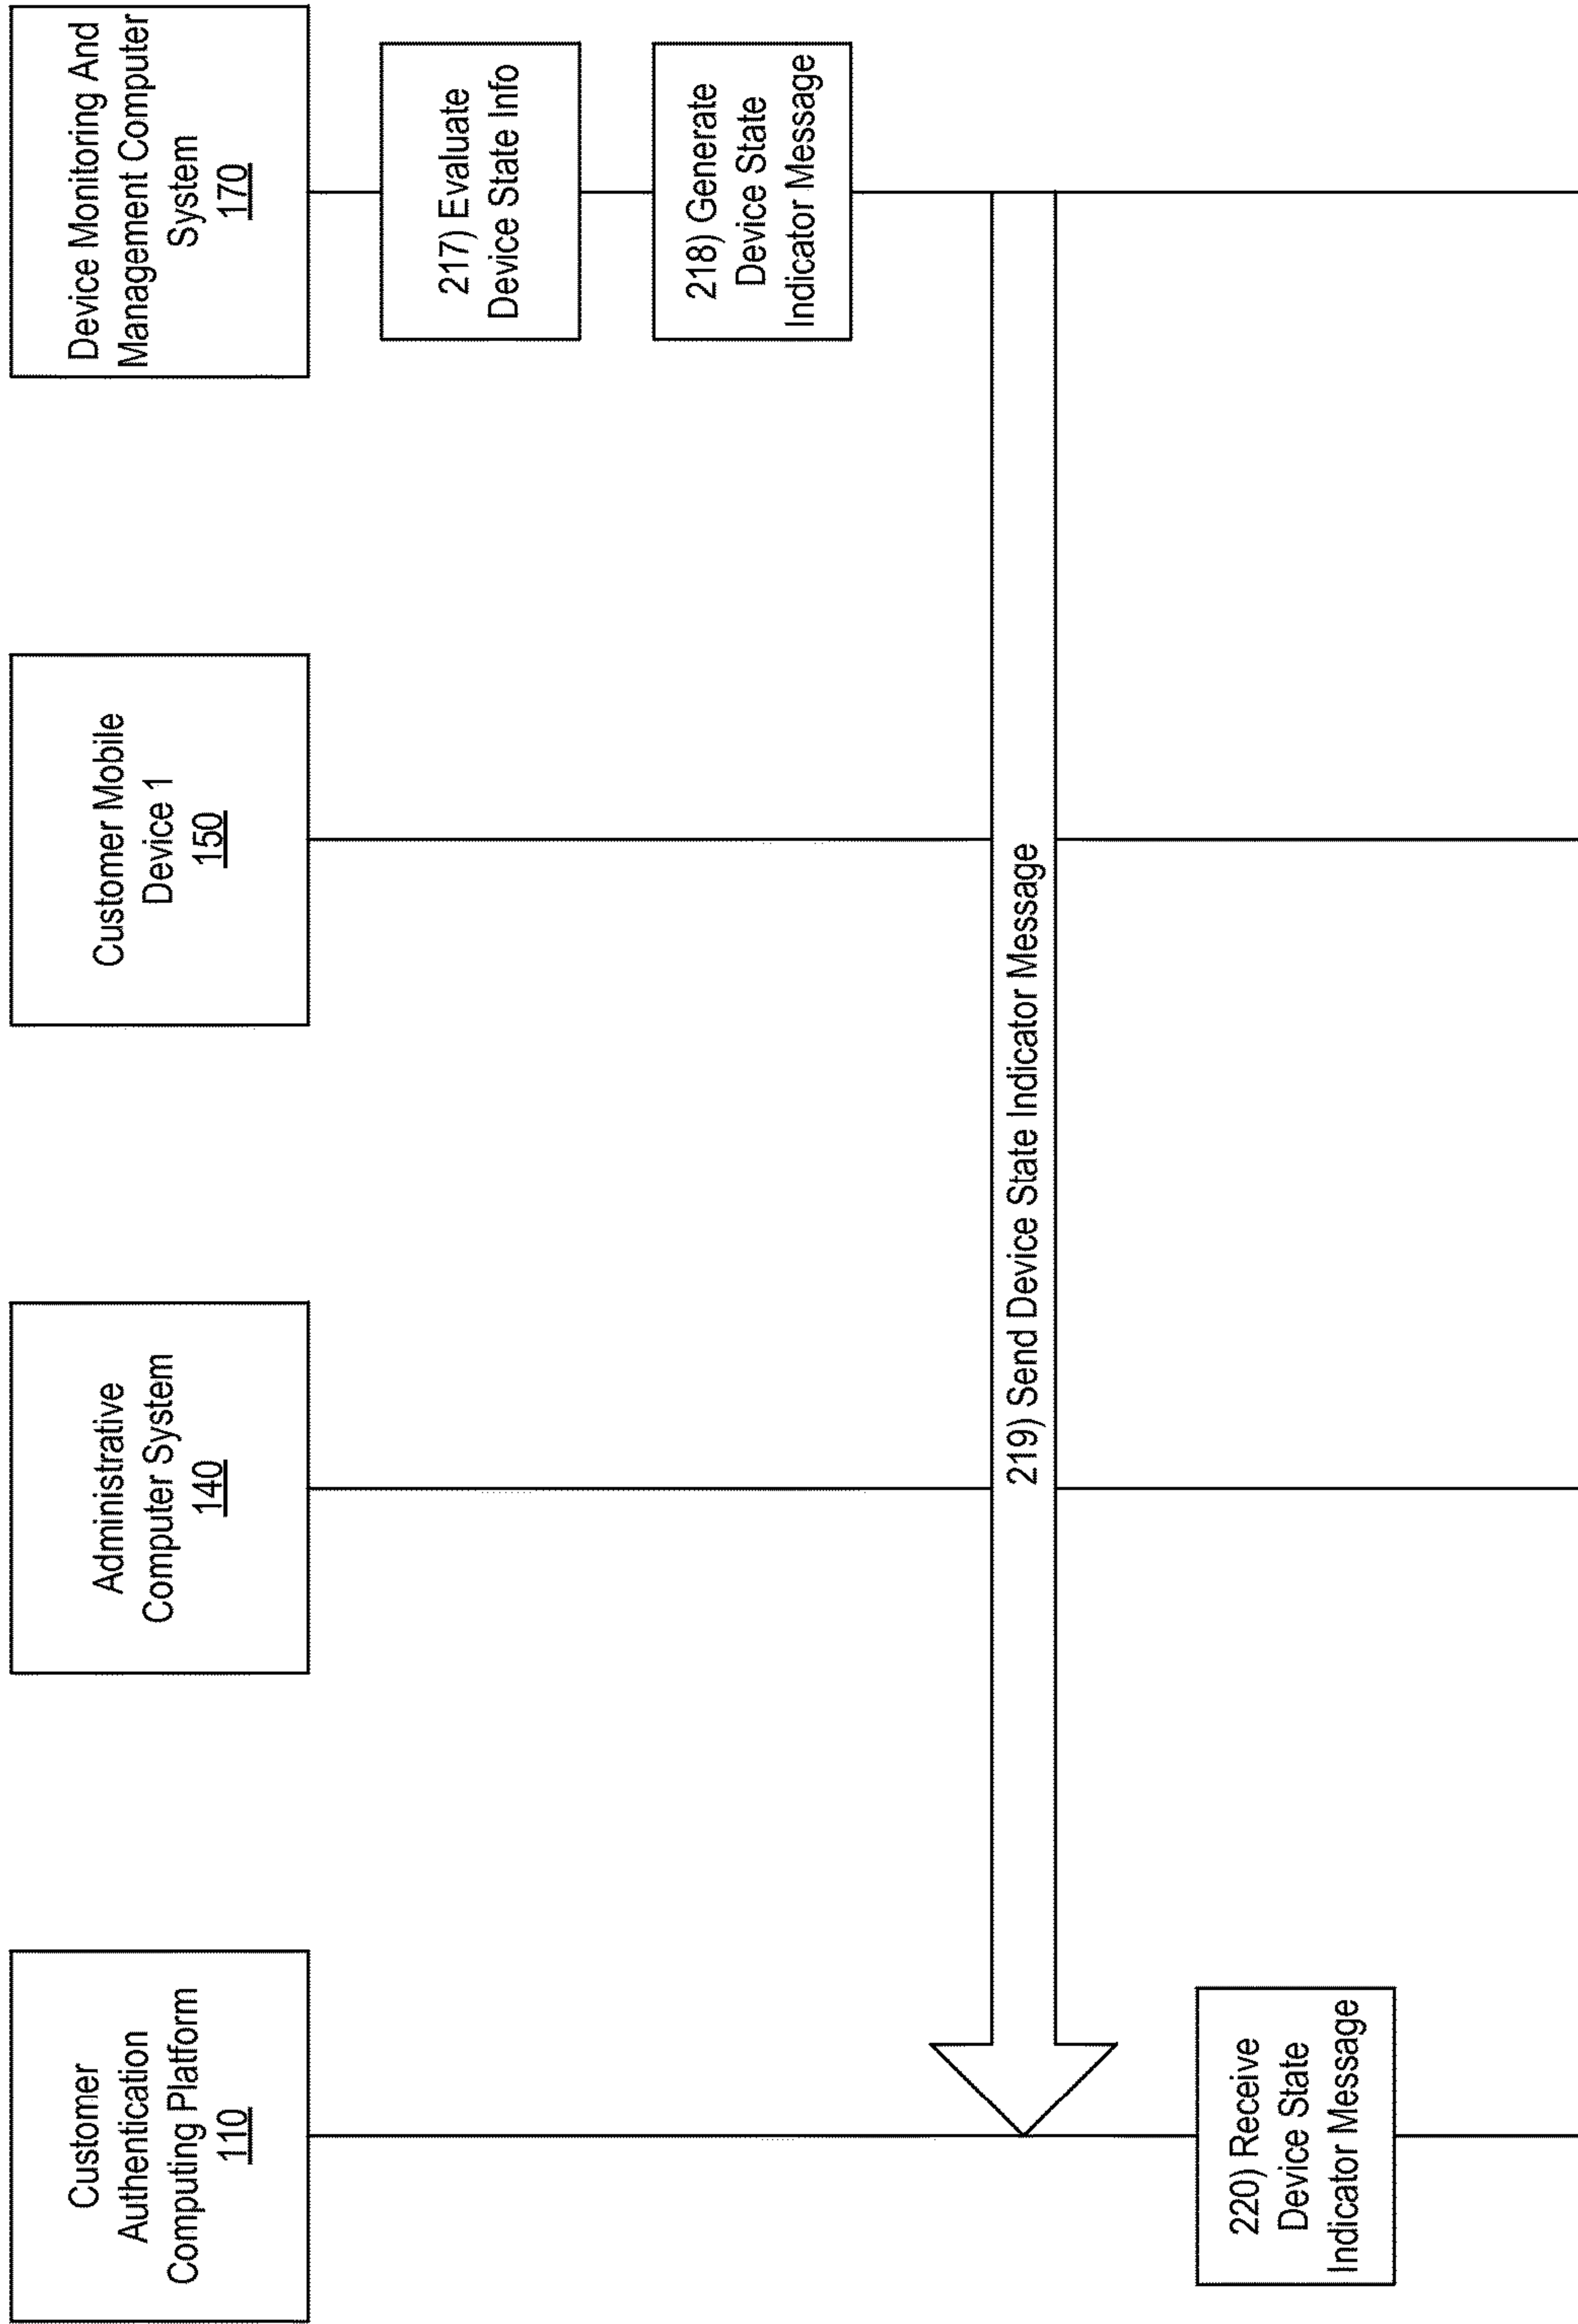 Customer
Authentication
Computing Platform
110
Administrative
Computer System
140
Customer Mobile
Device 1
150
Device Monitoring And
Management Computer
System
170
217) Evaluate
Device State Info
218) Generate
Device State
Indicator Message
219) Send Device State Indicator Message
220) Receive
Device State
Indicator Message